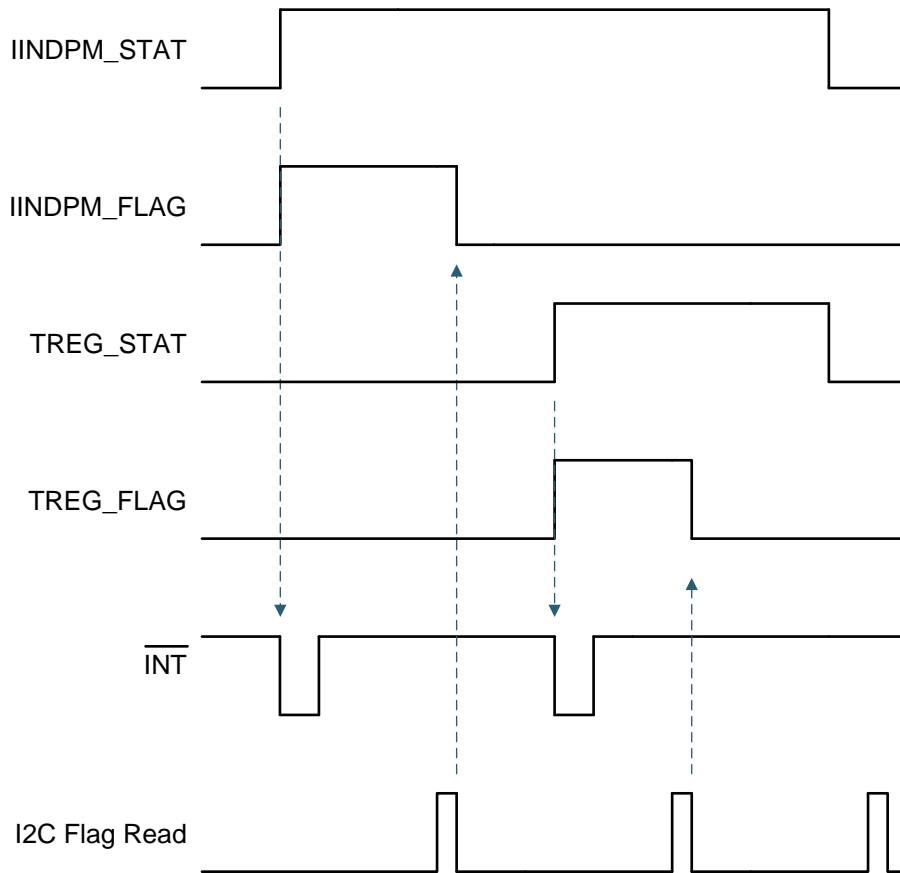 IINDPM_STAT
IINDPM_FLAG
TREG_STAT
TREG_FLAG
INT
I2C Flag Read